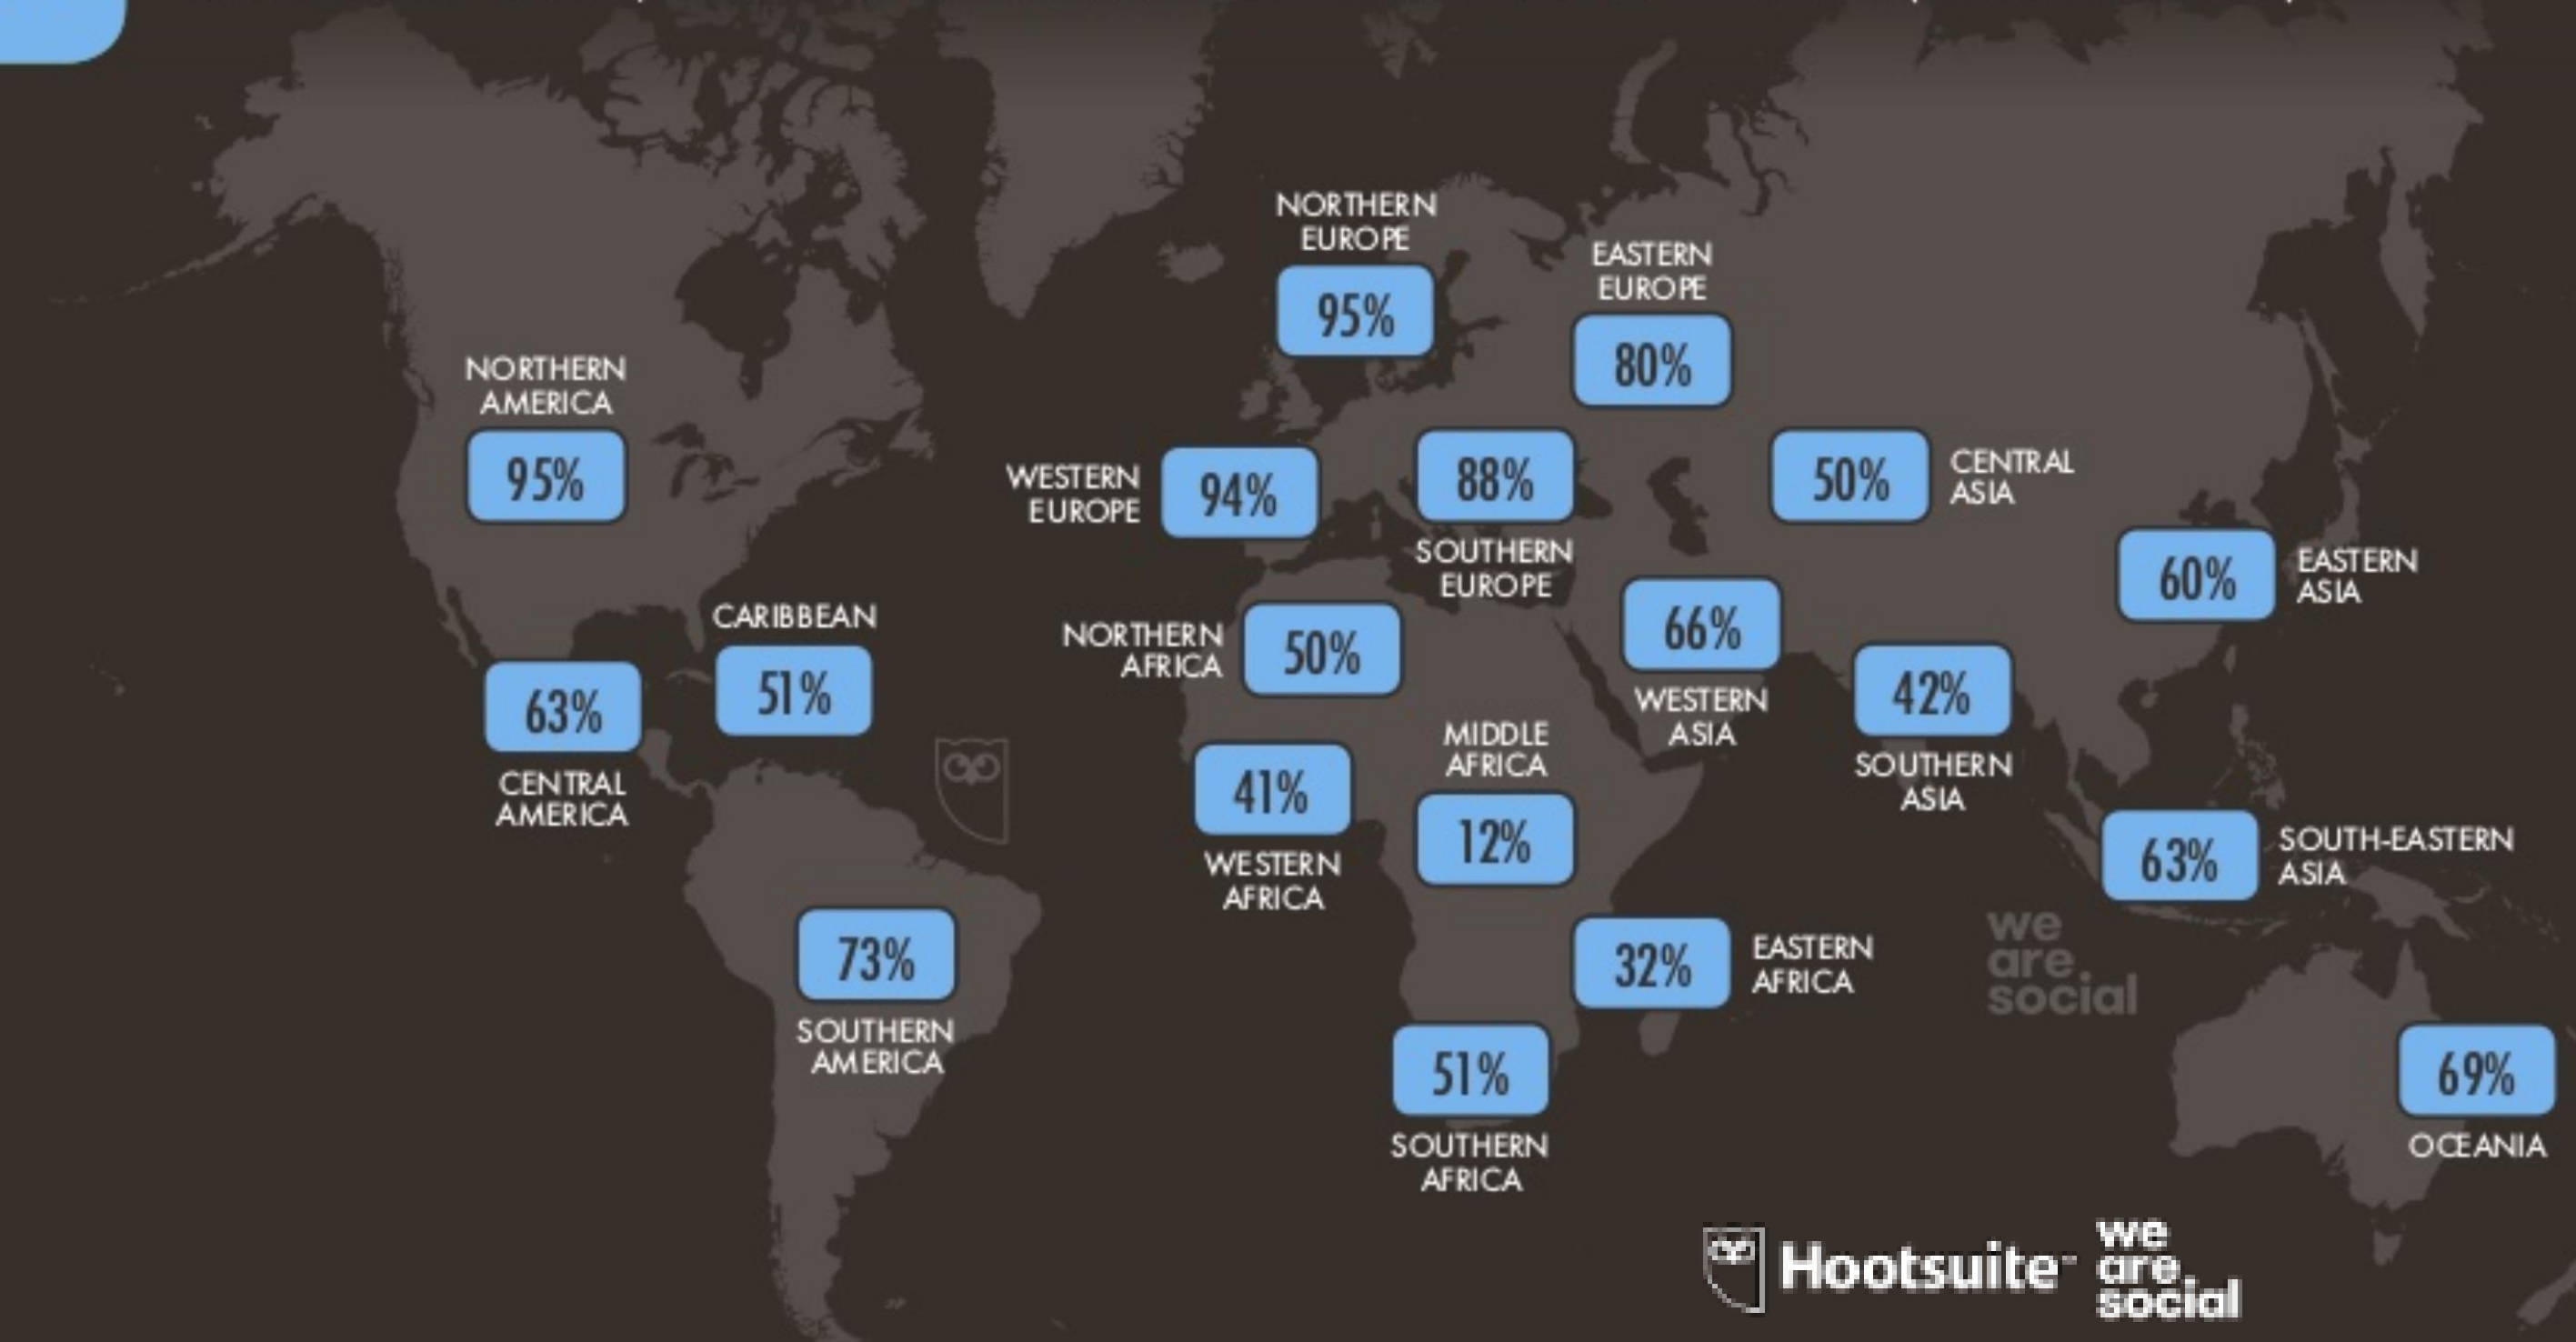 NORTHERN
EUROPE
95%
EASTERN
EUROPE
80%
NORTHERN
AMERICA
95%
WESTERN
EUROPE
94%
88%
SOUTHERN
EUROPE
50%
CENTRAL
ASIA
60%
EASTERN
ASIA
CARIBBEAN
51%
63%
CENTRAL
AMERICA
NORTHERN
AFRICA
50%
66%
WESTERN
ASIA
42%
SOUTHERN
ASIA
41%
WESTERN
AFRICA
MIDDLE
AFRICA
12%
63%
SOUTH-EASTERN
ASIA
73%
SOUTHERN
AMERICA
32%
EASTERN
AFRICA
we
are.
social
51%
SOUTHERN
AFRICA
69%
OCEANIA
Hootsuite™
we
are.
social